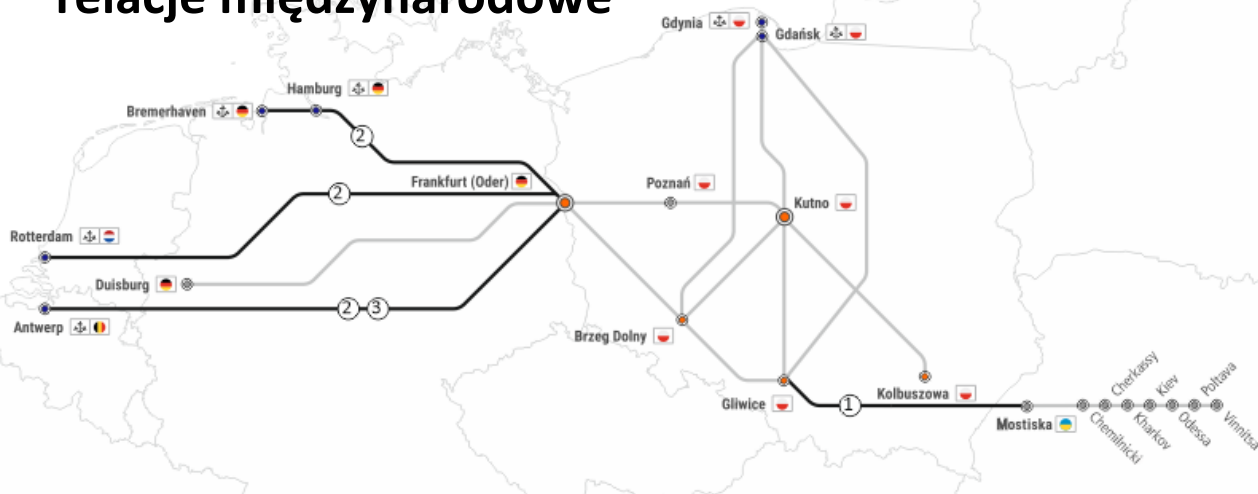 relacje międzynarodowe
Gdynia
Gdańsk
Hamburg
Bremerhaven
2
Frankfurt (Oder)
Poznań
2
Kutno
Rotterdam
Duisburg
2 3
Antwerp
Brzeg Dolny
Kolbuszowa
Gliwice
1
Mostiska
Chemilnicki
Cherkassy
Kharkov
Kiev
Odessa
Poltava
Vinnitsa